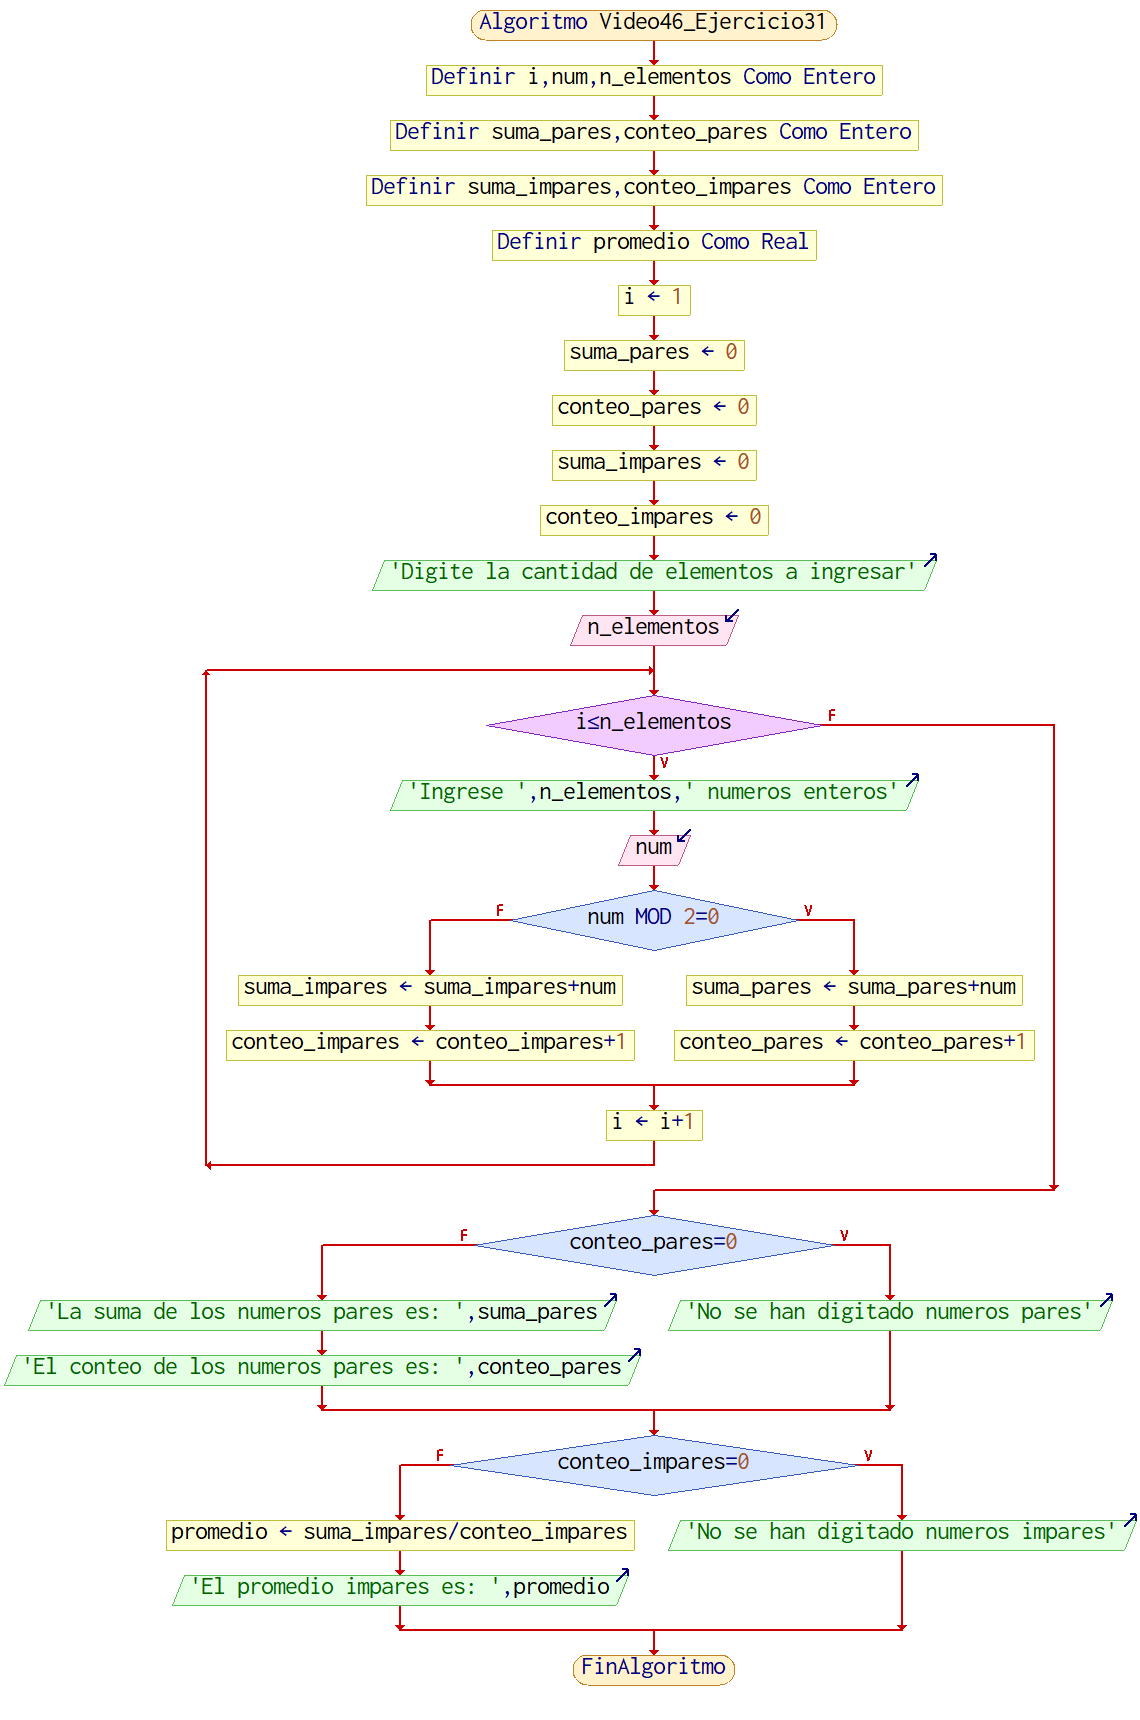 Algoritmo Video46_Ejercicio31
Definir i,num,n_elementos Como Entero
Definir suma_pares,conteo_pares Como Entero
Definir suma_impares,conteo_impares Como Entero
Definir promedio Como Real
i ← 1
suma_pares ← 0
conteo_pares ← 0
suma_impares ← 0
conteo_impares ← 0
'Digite la cantidad de elementos a ingresar'
n_elementos
i≤n_elementos
F
V
'Ingrese ',n_elementos,' numeros enteros'
num
F
num MOD 2=0
V
suma_impares ← suma_impares+num
suma_pares ← suma_pares+num
conteo_impares ← conteo_impares+1
conteo_pares ← conteo_pares+1
i ← i+1
F
conteo_pares=0
V
'La suma de los numeros pares es: ',suma_pares
'No se han digitado numeros pares'
'El conteo de los numeros pares es: ',conteo_pares
F
conteo_impares=0
V
promedio ← suma_impares/conteo_impares
'No se han digitado numeros impares'
'El promedio impares es: ',promedio
FinAlgoritmo